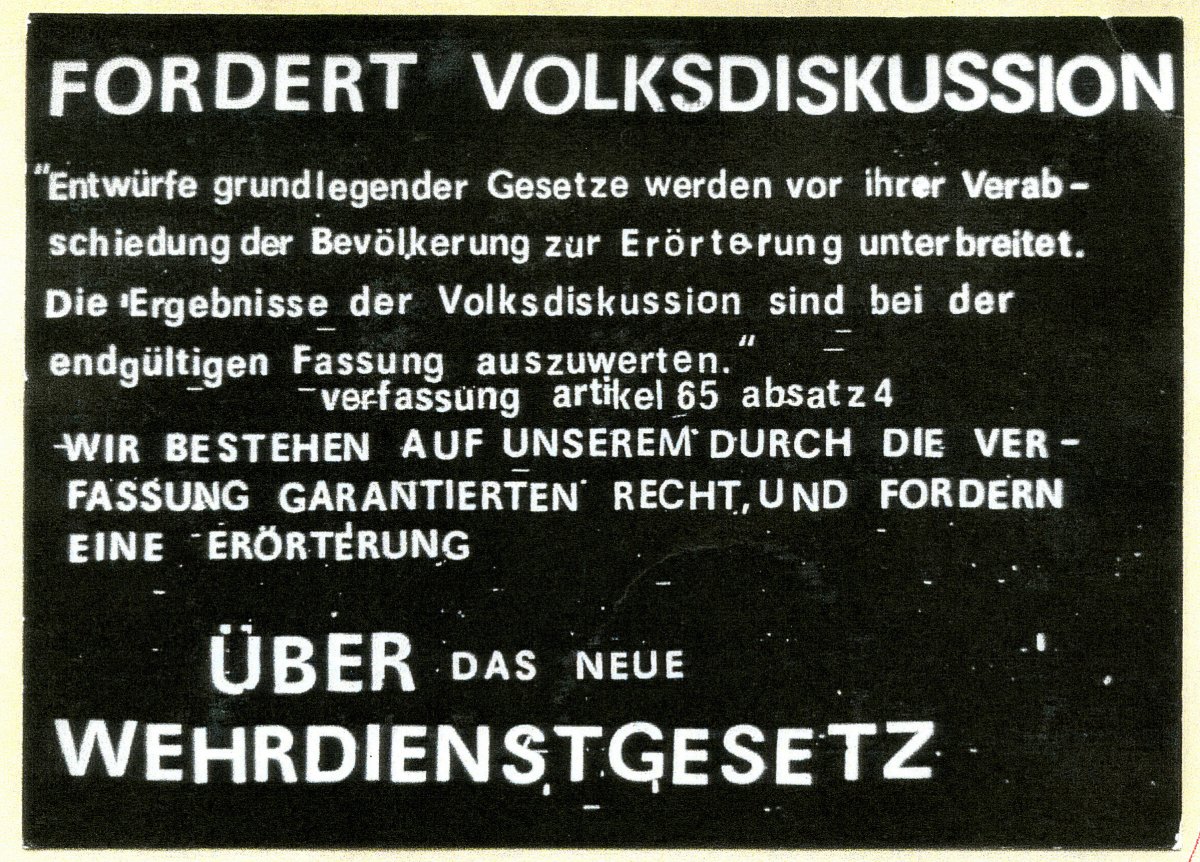 FORDERT VOLKSDISKUSSION
"Entwürfe grundlegender Gesetze werden vor ihrer Verab-
schiedung der Bevölkerung zur Erörterung unterbreitet.
Die Ergebnisse der Volksdiskussion sind bei der
endgültigen Fassung auszuwerten."
verfassung artikel 65 absatz 4
WIR BESTEHEN AUF UNSEREM DURCH DIE VER-
FASSUNG GARANTIERTEN RECHT, UND FORDERN
EINE ERÖRTERUNG
ÜBER DAS NEUE
WEHRDIENSTGESETZ